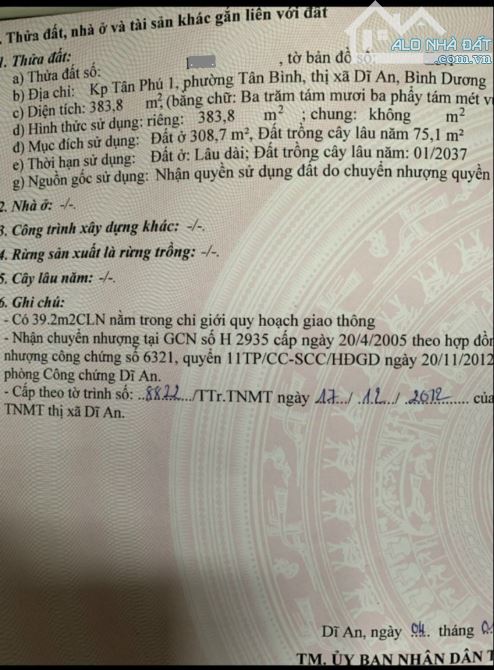 . Thửa đất, nhà ở và tài sản khác gắn liền với đất
1. Thửa đất:
a) Thửa đất số: , tờ bản đồ số:
ALO NHÀ ĐẤT
.com.vn
b) Địa chỉ: Kp Tân Phú 1, phường Tân Bình, thị xã Dĩ An, Bình Dương
c) Diện tích: 383,8 m², (bằng chữ: Ba trăm tám mươi ba phẩy tám mét v
d) Hình thức sử dụng: riêng: 383,8 m² ; chung: không m²
đ) Mục đích sử dụng: Đất ở 308,7 m², Đất trồng cây lâu năm 75,1 m²
e) Thời hạn sử dụng: Đất ở: Lâu dài; Đất trồng cây lâu năm: 01/2037
g) Nguồn gốc sử dụng: Nhận quyền sử dụng đất do chuyển nhượng quyền
2. Nhà ở: -/-.
3. Công trình xây dựng khác: -/-.
4. Rừng sản xuất là rừng trồng: -/-.
5. Cây lâu năm: -/-.
6. Ghi chú:
- Có 39.2m2CLN nằm trong chỉ giới quy hoạch giao thông
- Nhận chuyển nhượng tại GCN số H 2935 cấp ngày 20/4/2005 theo hợp đồn
nhượng công chứng số 6321, quyển 11TP/CC-SCC/HĐGD ngày 20/11/2012
phòng Công chứng Dĩ An.
- Cấp theo tờ trình số: ..8822.../TTr.TNMT ngày .17../ .12.../ .2012........... của
TNMT thị xã Dĩ An.
Dĩ An, ngày .04. tháng 0
TM. ỦY BAN NHÂN DÂN T